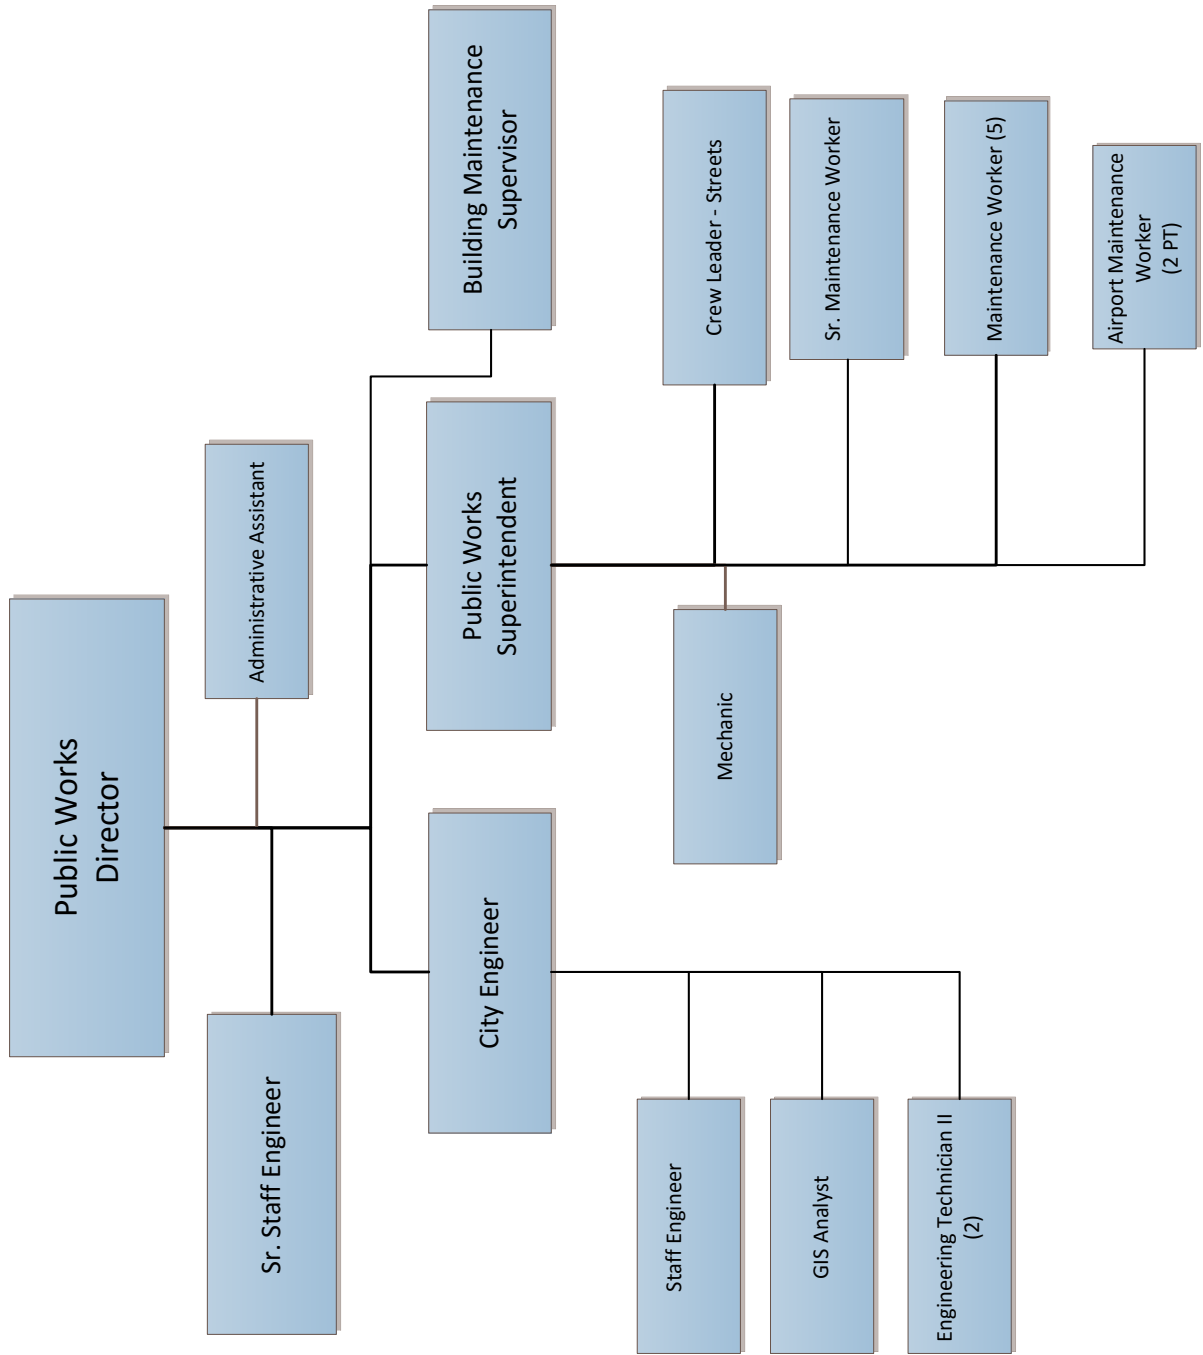 Public Works
Director
Sr. Staff Engineer
Administrative Assistant
City Engineer
Public Works
Superintendent
Building Maintenance
Supervisor
Staff Engineer
GIS Analyst
Engineering Technician II
(2)
Mechanic
Crew Leader - Streets
Sr. Maintenance Worker
Maintenance Worker (5)
Airport Maintenance
Worker
(2 PT)